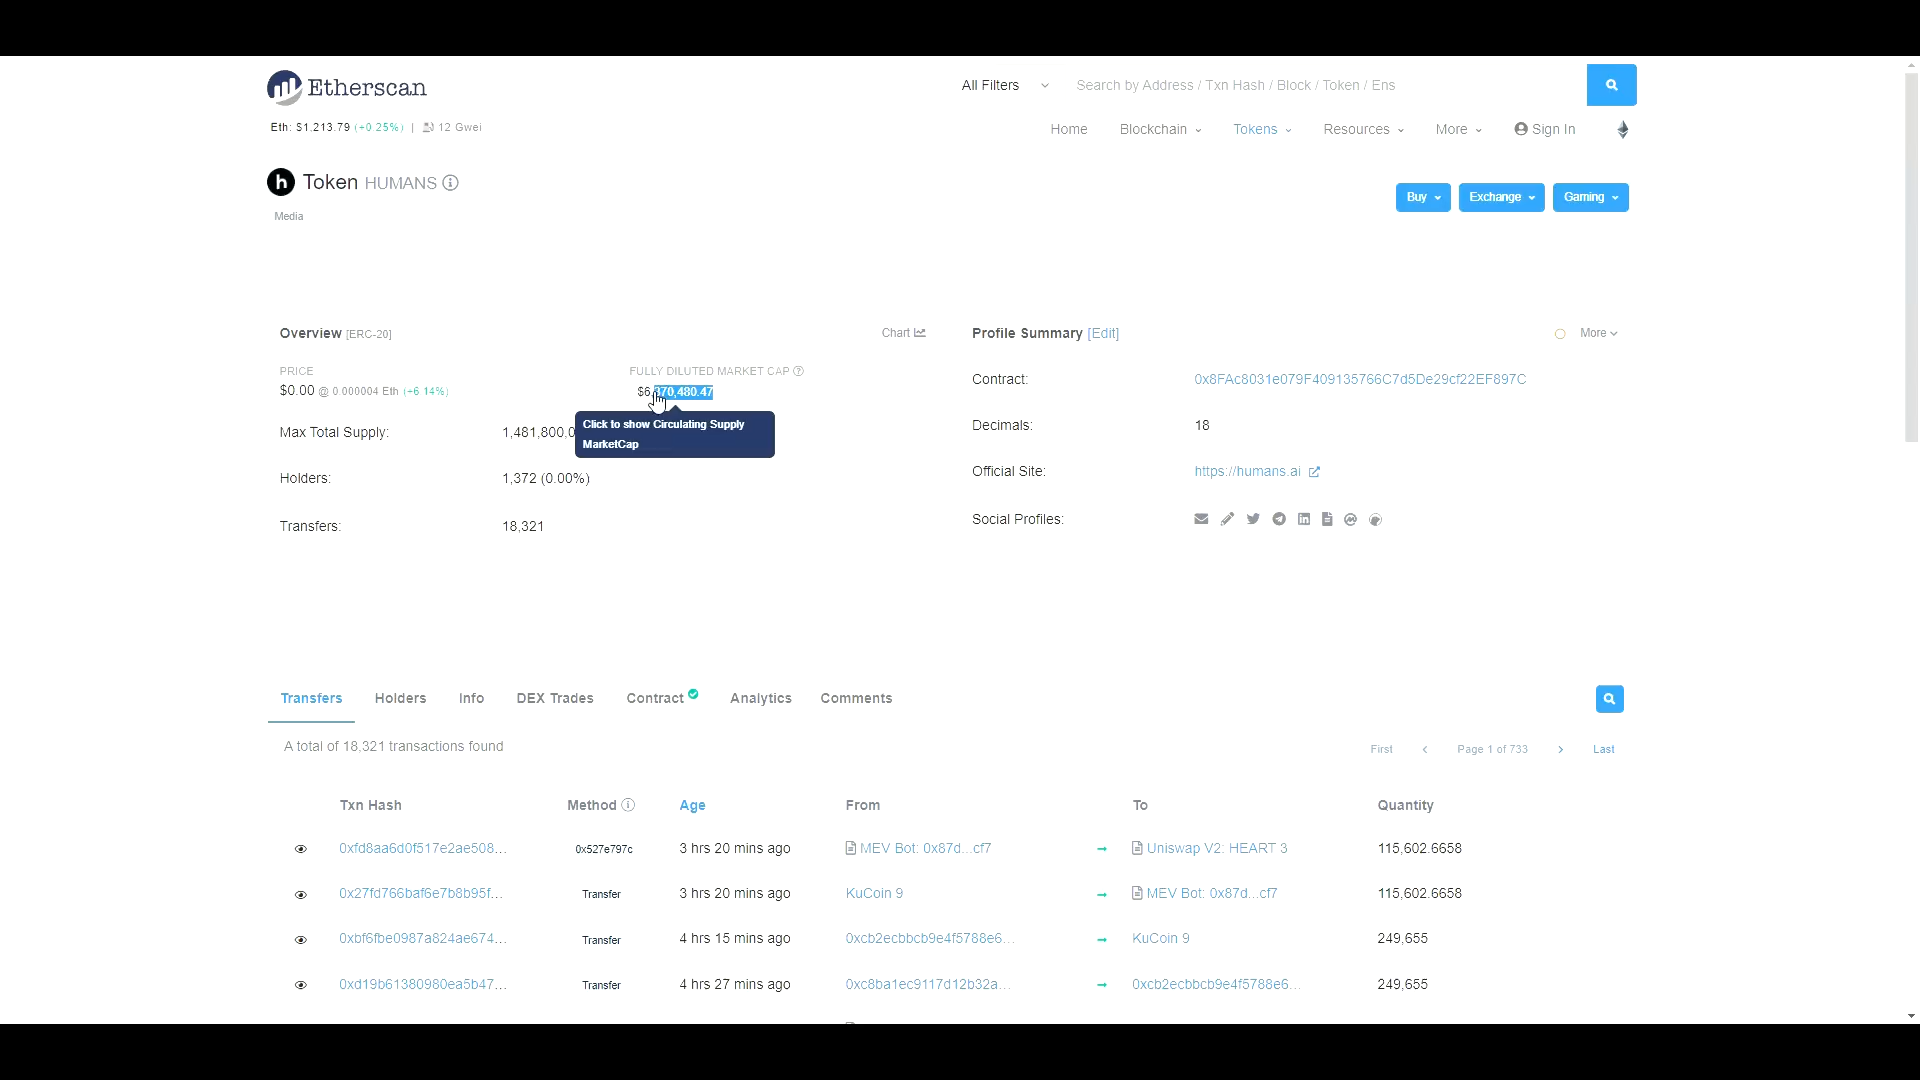 Etherscan
All Filters
Search by Address / Txn Hash / Block / Token / Ens
Eth: $1,213.79 (+0.25%) | 12 Gwei
Home Blockchain Tokens Resources More Sign In
Token HUMANS
Media
Buy Exchange Gaming
Overview [ERC-20]
Chart
PRICE
$0.00 @ 0.000004 Eth (+6.14%)
FULLY DILUTED MARKET CAP
$6,370,480.47
Click to show Circulating Supply
MarketCap
Max Total Supply: 1,481,800,0
Holders: 1,372 (0.00%)
Transfers: 18,321
Profile Summary [Edit]
More
Contract: 0x8FAc8031e079F409135766C7d5De29cf22EF897C
Decimals: 18
Official Site: https://humans.ai
Social Profiles:
Transfers Holders Info DEX Trades Contract Analytics Comments
A total of 18,321 transactions found
First Page 1 of 733 Last
Txn Hash Method Age From To Quantity
0xfd8aa6d0f517e2ae508... 0x527e797c 3 hrs 20 mins ago MEV Bot: 0x87d...cf7 Uniswap V2: HEART 3 115,602.6658
0x27fd766baf6e7b8b95f... Transfer 3 hrs 20 mins ago KuCoin 9 MEV Bot: 0x87d...cf7 115,602.6658
0xbf6fbe0987a824ae674... Transfer 4 hrs 15 mins ago 0xcb2ecbbcb9e4f5788e6... KuCoin 9 249,655
0xd19b61380980ea5b47... Transfer 4 hrs 27 mins ago 0xc8ba1ec9117d12b32a... 0xcb2ecbbcb9e4f5788e6... 249,655